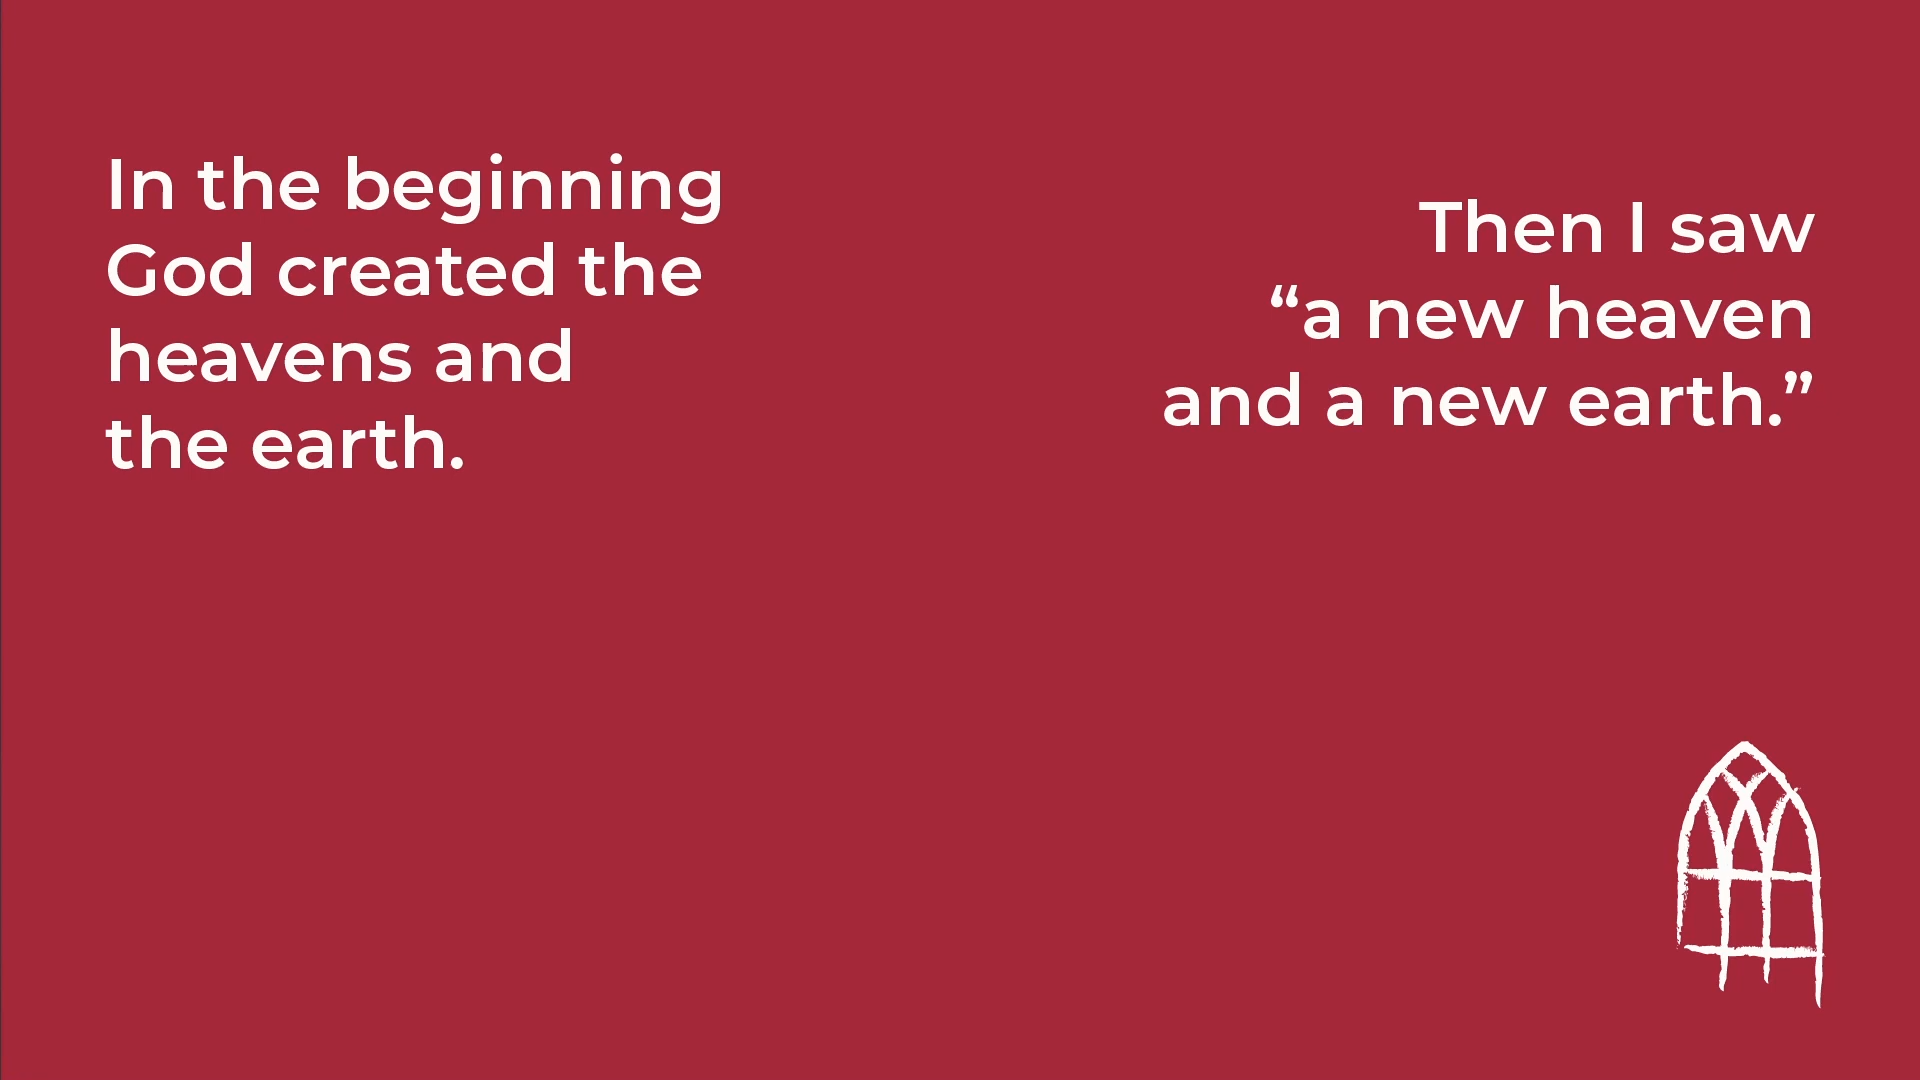 In the beginning
God created the
heavens and
the earth.
Then I saw
“a new heaven
and a new earth.”